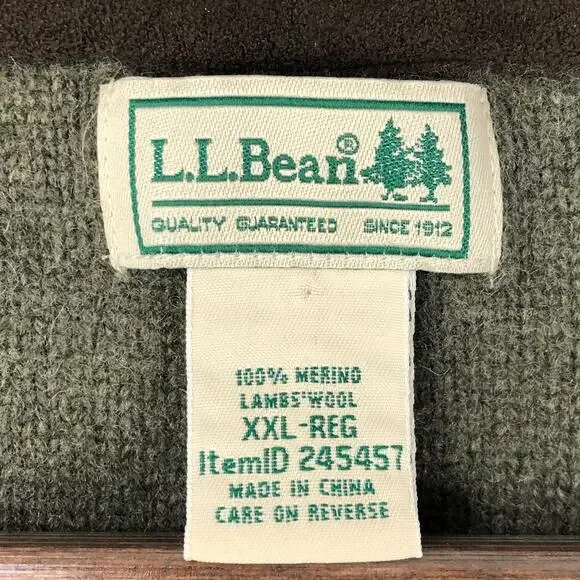 L.L.Bean®
QUALITY GUARANTEED SINCE 1912
100% MERINO
LAMBS'WOOL
XXL-REG
ItemID 245457
MADE IN CHINA
CARE ON REVERSE